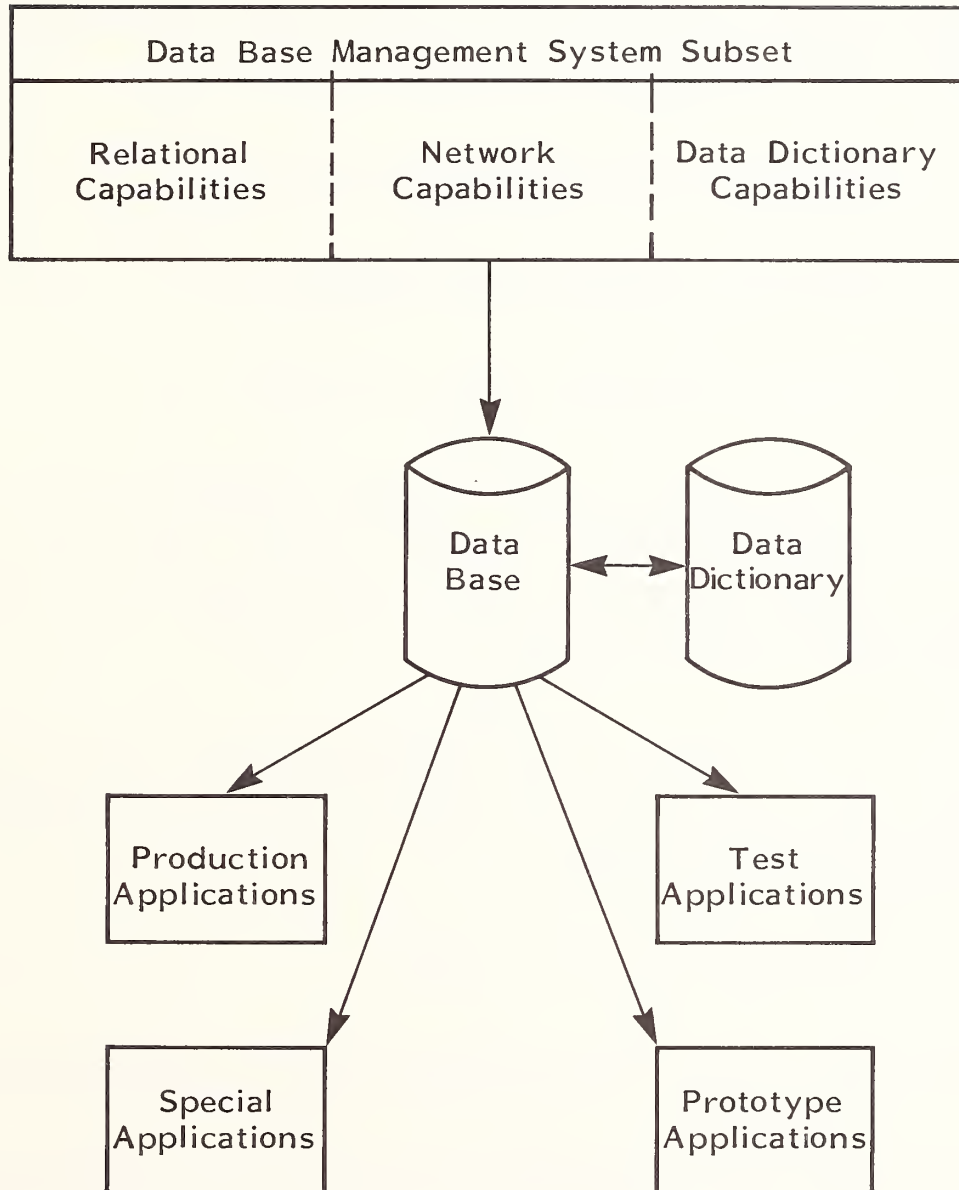 Data Base Management System Subset
Relational
Capabilities
Network
Capabilities
Data Dictionary
Capabilities
Data
Base
Data
Dictionary
Production
Applications
Test
Applications
Special
Applications
Prototype
Applications